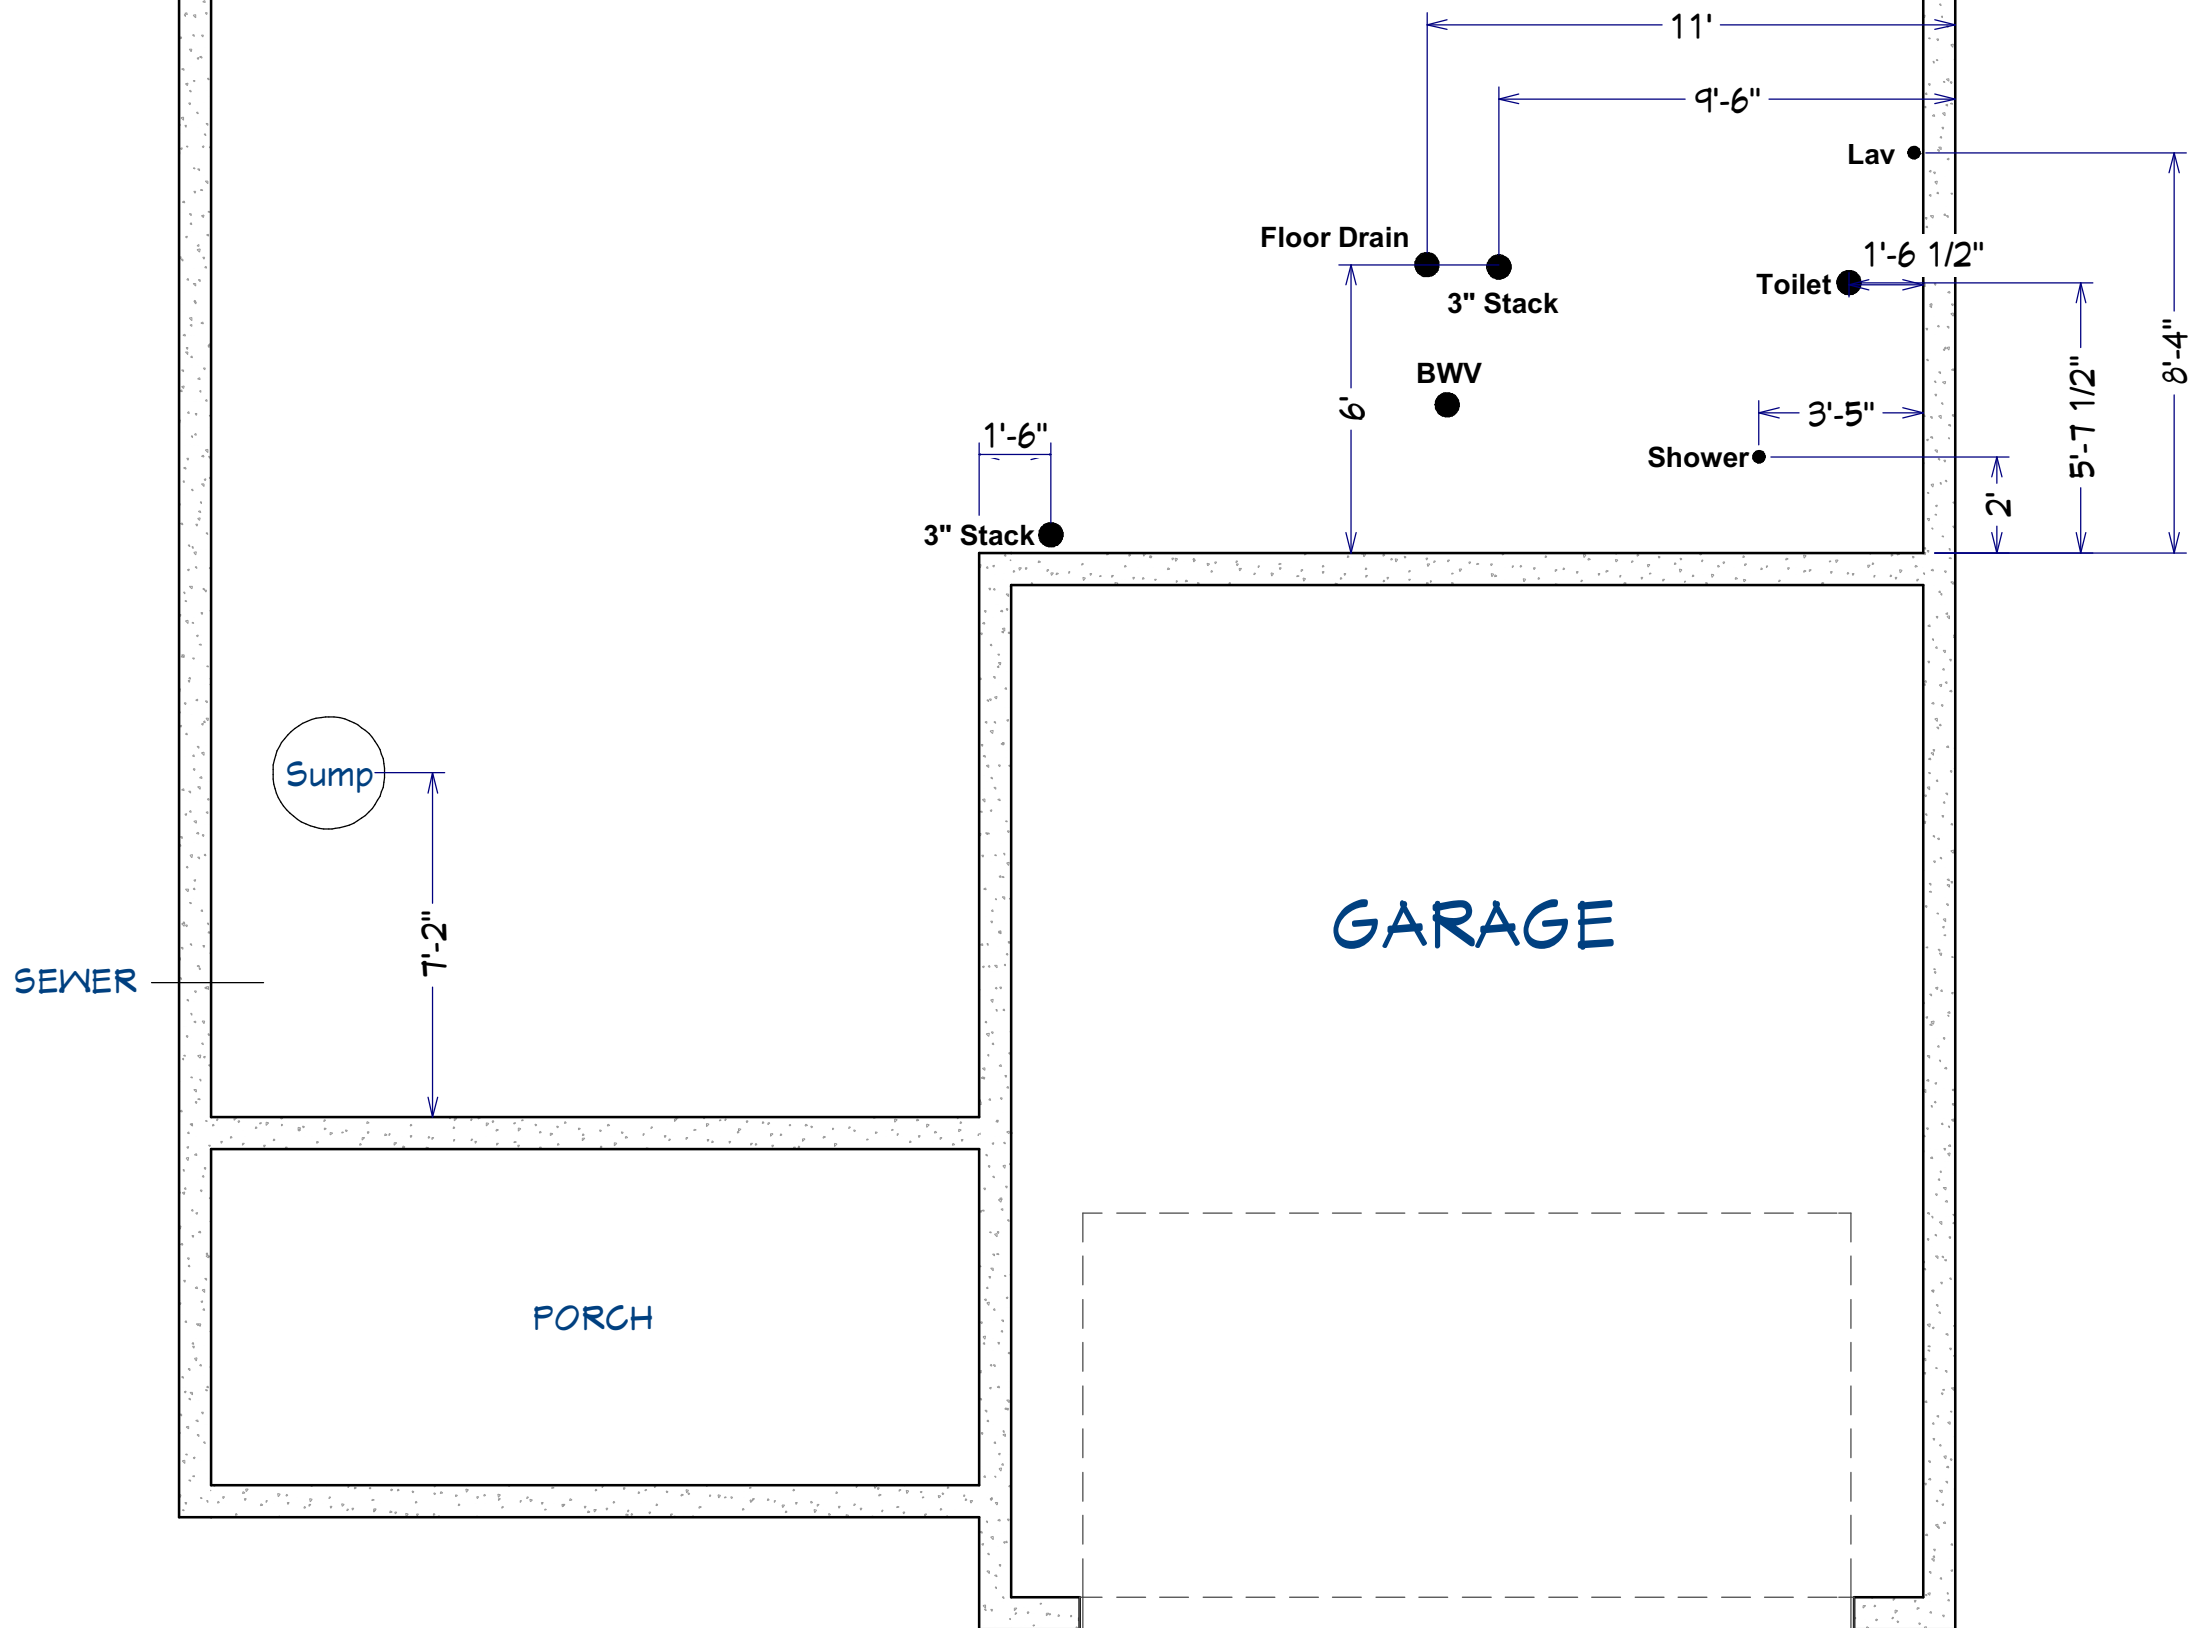 11'
9'-6"
Lav
Floor Drain
1'-6 1/2"
Toilet
3" Stack
8'-4"
BWV
5'-7 1/2"
6'
3'-5"
1'-6"
Shower
2'
3" Stack
Sump
GARAGE
7'-2"
SEWER
PORCH